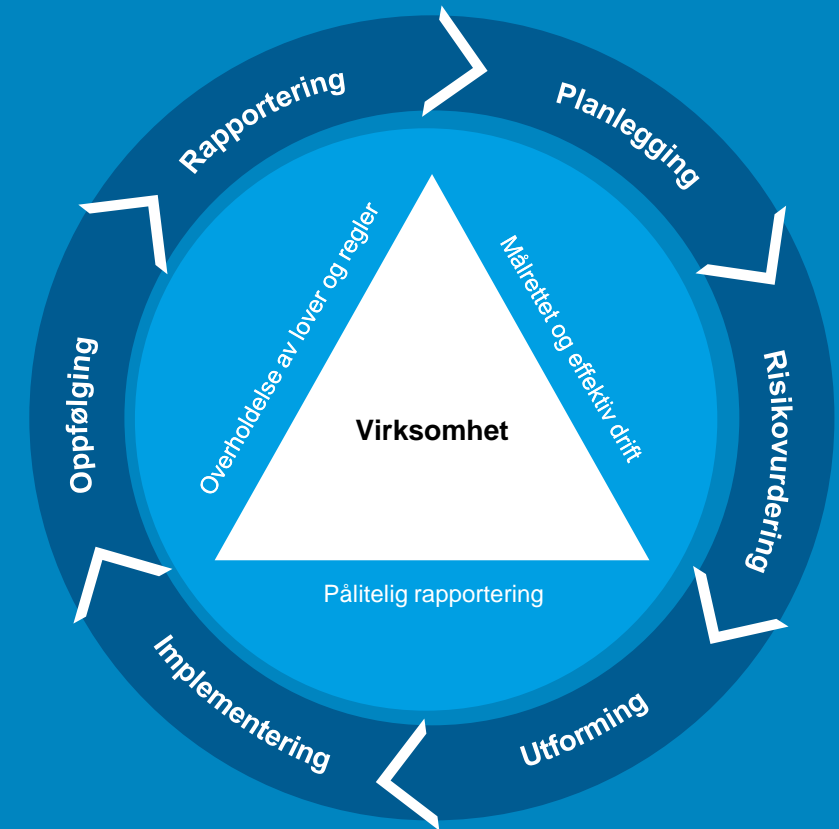 Planlegging
Risikovurdering
Utforming
Implementering
Oppfølging
Rapportering
Overholdelse av lover og regler
Målrettet og effektiv drift
Virksomhet
Pålitelig rapportering